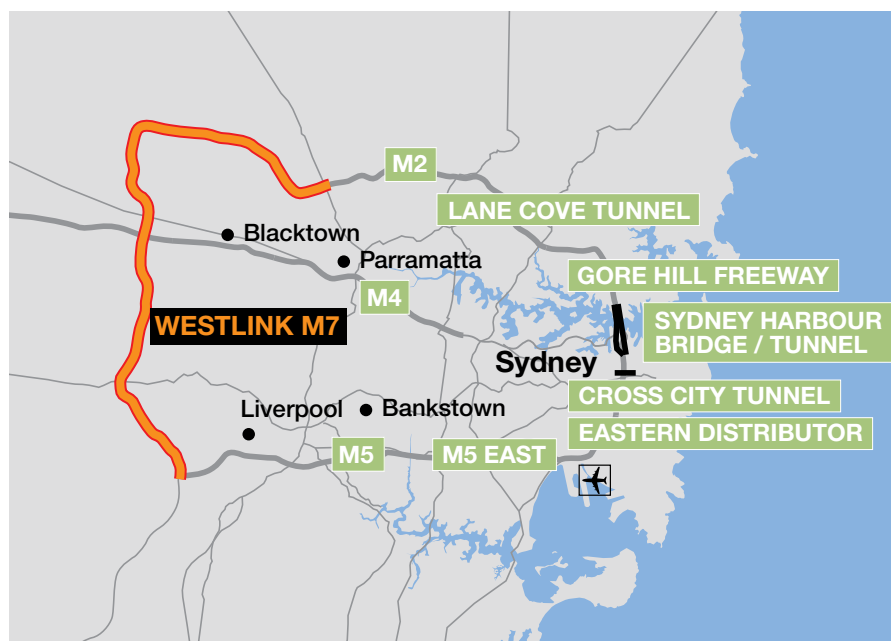 M2
LANE COVE TUNNEL
Blacktown
Parramatta
GORE HILL FREEWAY
M4
WESTLINK M7
SYDNEY HARBOUR
BRIDGE / TUNNEL
Sydney
CROSS CITY TUNNEL
Liverpool
Bankstown
EASTERN DISTRIBUTOR
M5
M5 EAST